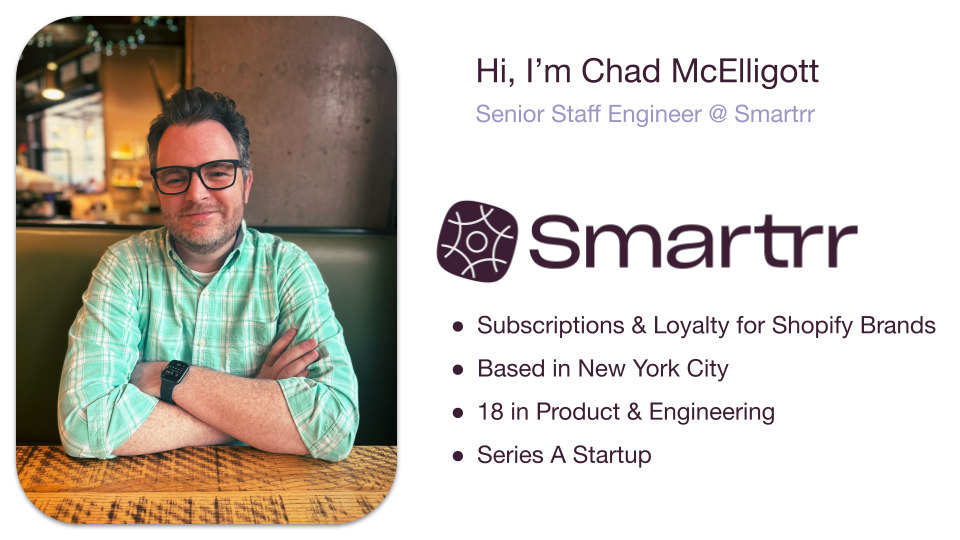 Hi, I’m Chad McElligott
Senior Staff Engineer @ Smartrr
Smartrr
● Subscriptions & Loyalty for Shopify Brands
● Based in New York City
● 18 in Product & Engineering
● Series A Startup